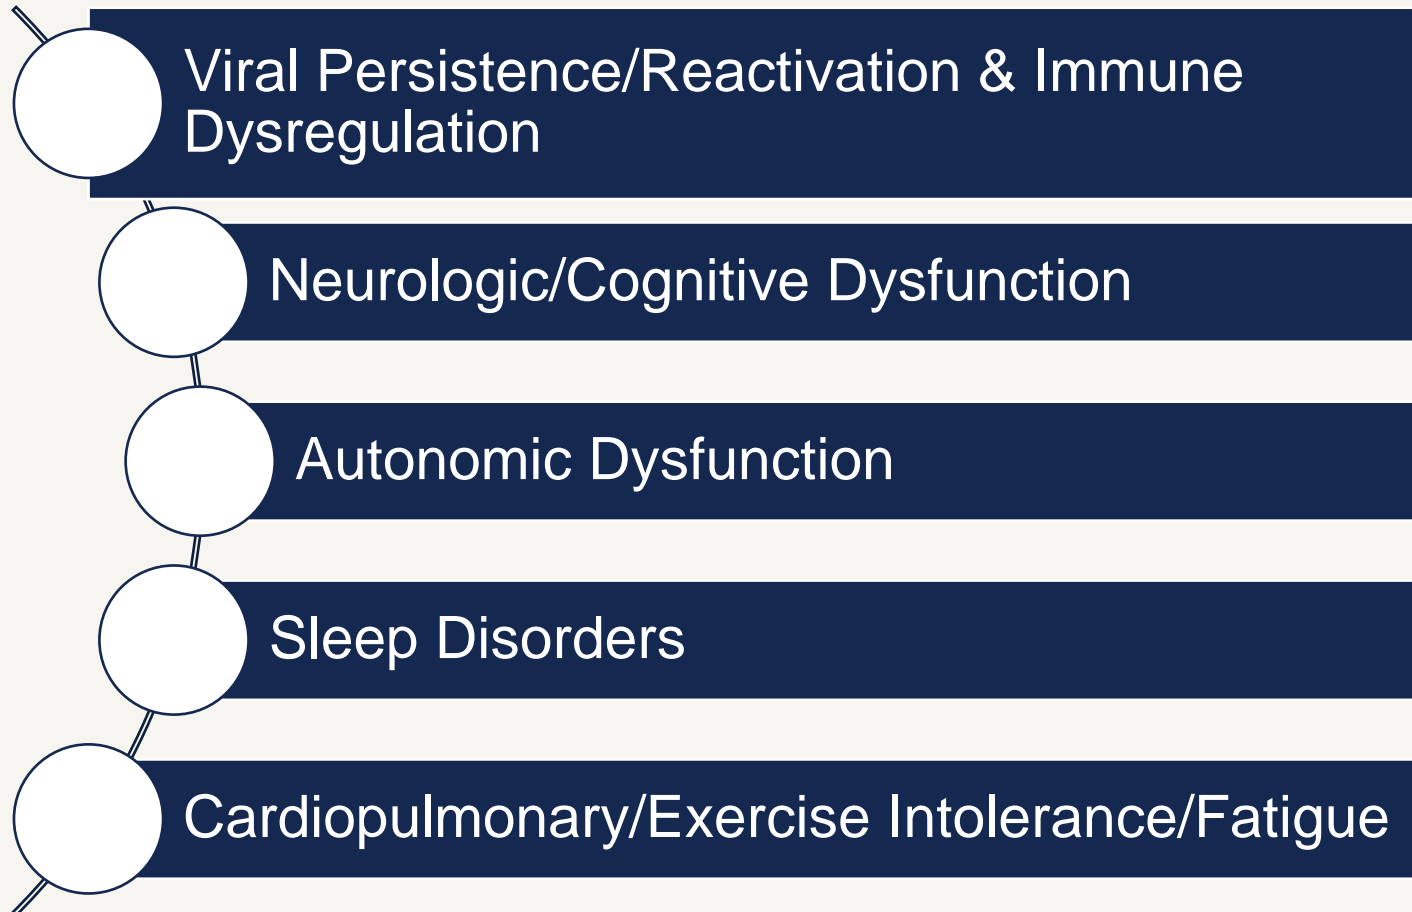 Viral Persistence/Reactivation & Immune
Dysregulation
Neurologic/Cognitive Dysfunction
Autonomic Dysfunction
Sleep Disorders
Cardiopulmonary/Exercise Intolerance/Fatigue